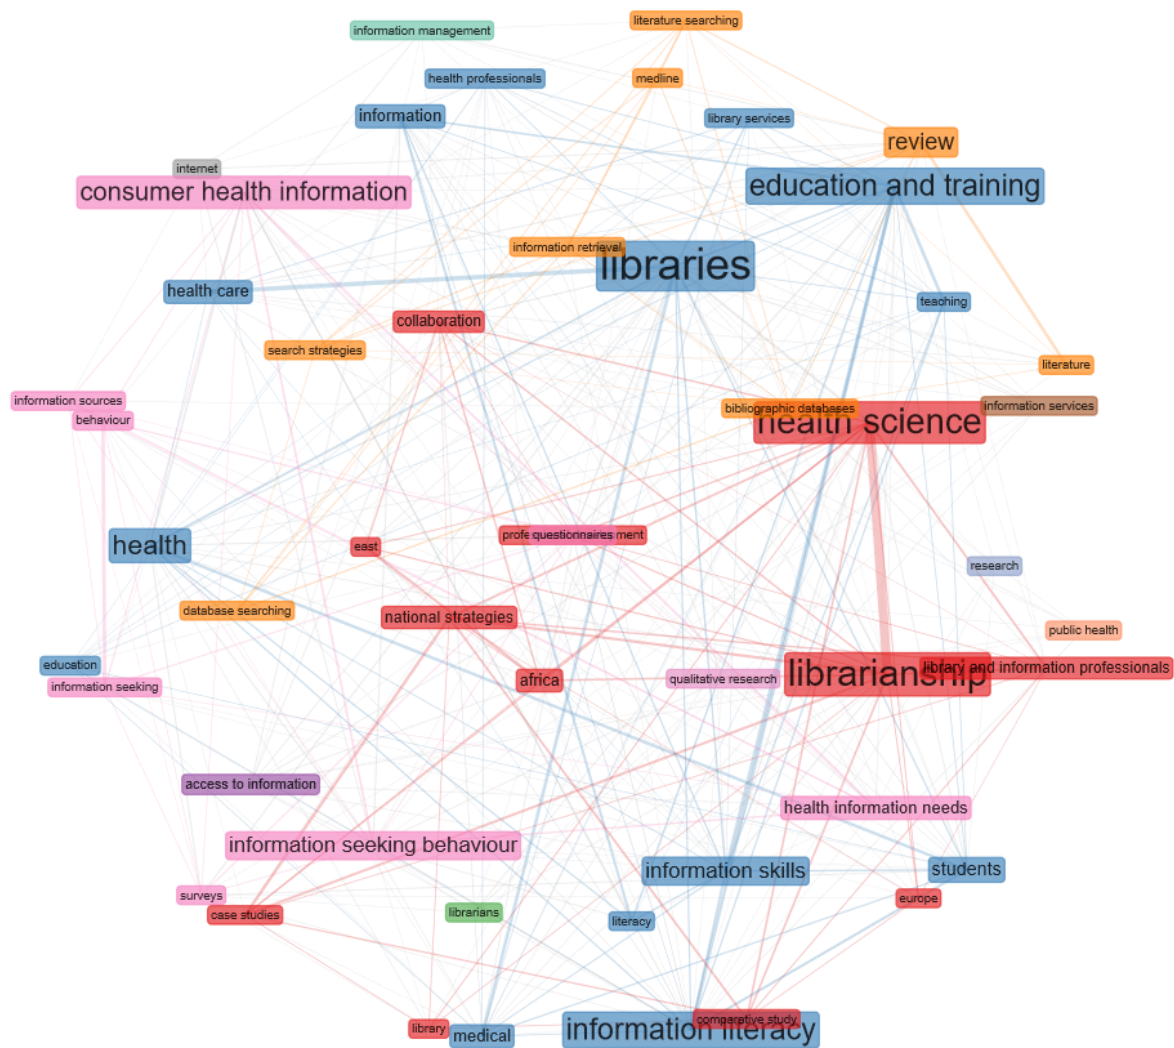 literature searching
information management
health professionals
medline
information
library services
review
internet
consumer health information
education and training
information retrieval
libraries
health care
teaching
collaboration
search strategies
literature
information sources
behaviour
bibliographic databases
information services
health science
questionnaires
health
east
research
database searching
national strategies
public health
education
information seeking
africa
qualitative research
librarianship
library and information professionals
access to information
health information needs
information seeking behaviour
information skills
students
surveys
case studies
librarians
literacy
europe
library
medical
comparative study
information literacy